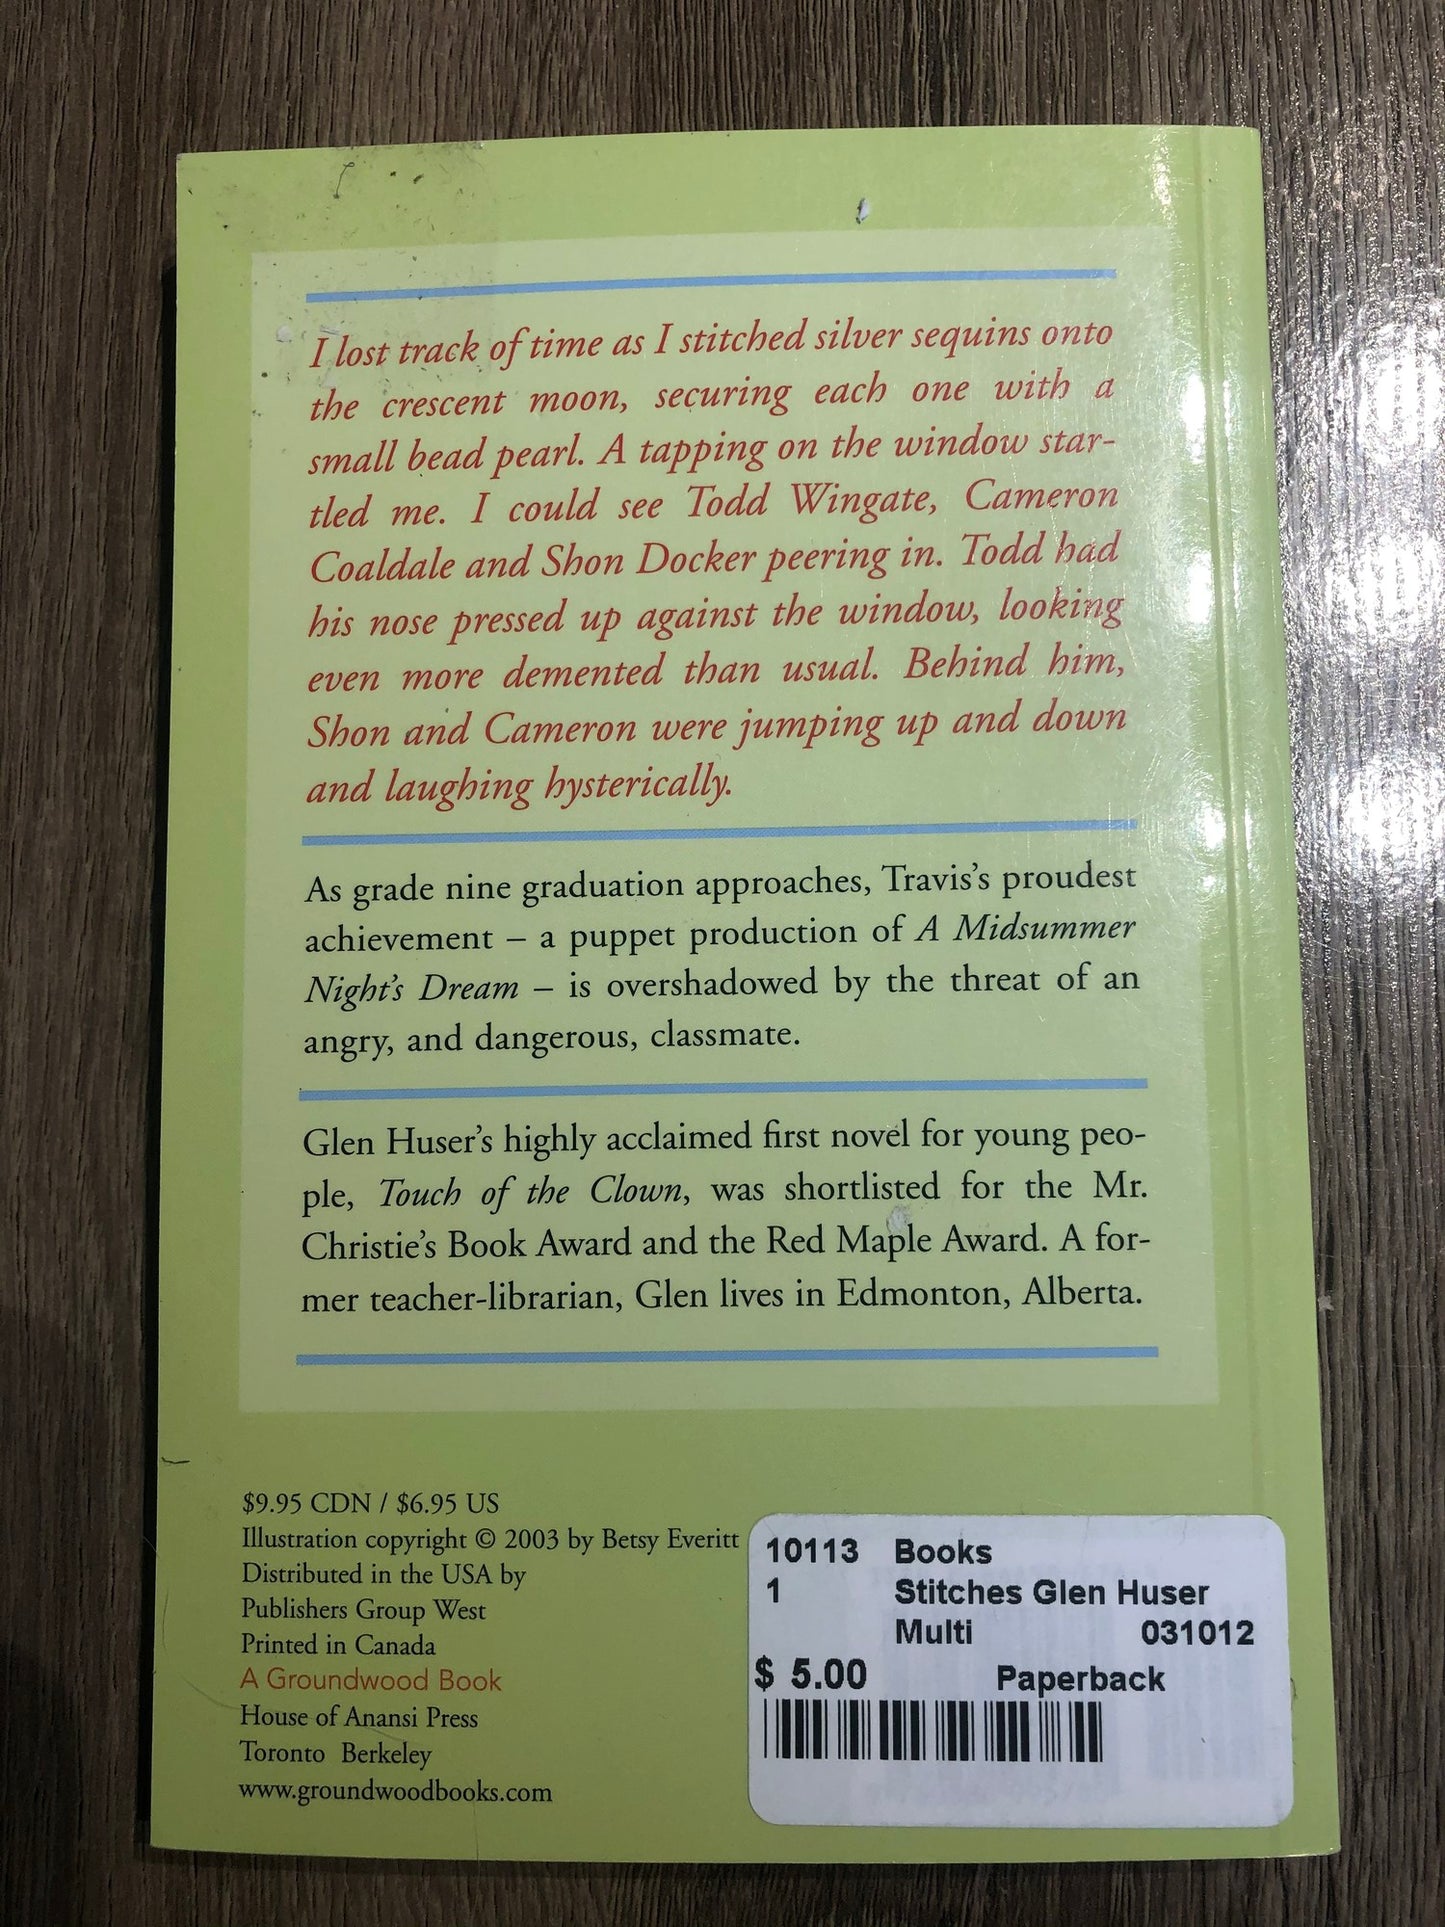 I lost track of time as I stitched silver sequins onto
the crescent moon, securing each one with a
small bead pearl. A tapping on the window star-
tled me. I could see Todd Wingate, Cameron
Coaldale and Shon Docker peering in. Todd had
his nose pressed up against the window, looking
even more demented than usual. Behind him,
Shon and Cameron were jumping up and down
and laughing hysterically.
As grade nine graduation approaches, Travis's proudest
achievement – a puppet production of A Midsummer
Night's Dream – is overshadowed by the threat of an
angry, and dangerous, classmate.
Glen Huser's highly acclaimed first novel for young peo-
ple, Touch of the Clown, was shortlisted for the Mr.
Christie's Book Award and the Red Maple Award. A for-
mer teacher-librarian, Glen lives in Edmonton, Alberta.
$9.95 CDN / $6.95 US
Illustration copyright © 2003 by Betsy Everitt
Distributed in the USA by
Publishers Group West
Printed in Canada
A Groundwood Book
House of Anansi Press
Toronto Berkeley
www.groundwoodbooks.com
10113 Books
1 Stitches Glen Huser
Multi 031012
$ 5.00 Paperback